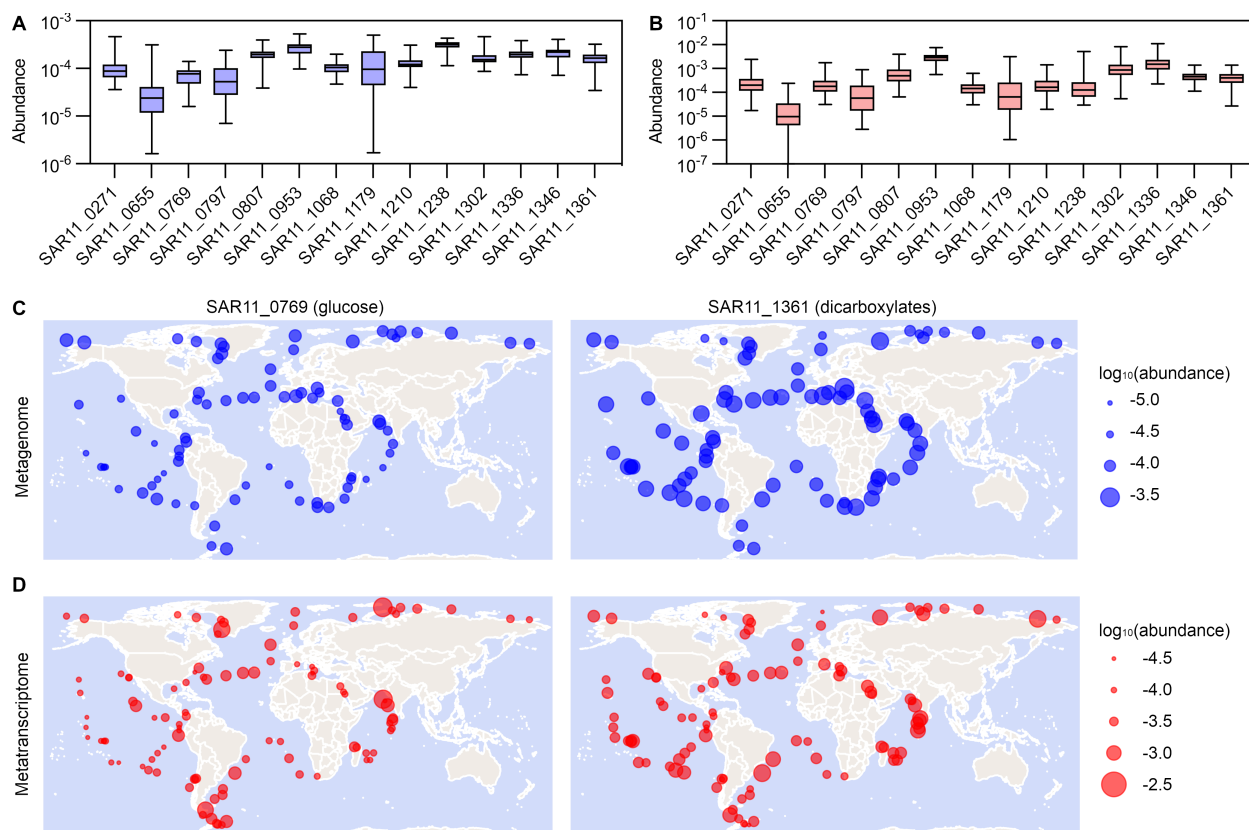 A
10⁻³
10⁻⁴
10⁻⁵
10⁻⁶
Abundance
SAR11_0271
SAR11_0655
SAR11_0769
SAR11_0797
SAR11_0807
SAR11_0953
SAR11_1068
SAR11_1179
SAR11_1210
SAR11_1238
SAR11_1302
SAR11_1336
SAR11_1346
SAR11_1361
B
10⁻¹
10⁻²
10⁻³
10⁻⁴
10⁻⁵
10⁻⁶
10⁻⁷
Abundance
SAR11_0271
SAR11_0655
SAR11_0769
SAR11_0797
SAR11_0807
SAR11_0953
SAR11_1068
SAR11_1179
SAR11_1210
SAR11_1238
SAR11_1302
SAR11_1336
SAR11_1346
SAR11_1361
C
SAR11_0769 (glucose)
SAR11_1361 (dicarboxylates)
Metagenome
log₁₀(abundance)
-5.0
-4.5
-4.0
-3.5
D
Metatranscriptome
log₁₀(abundance)
-4.5
-4.0
-3.5
-3.0
-2.5